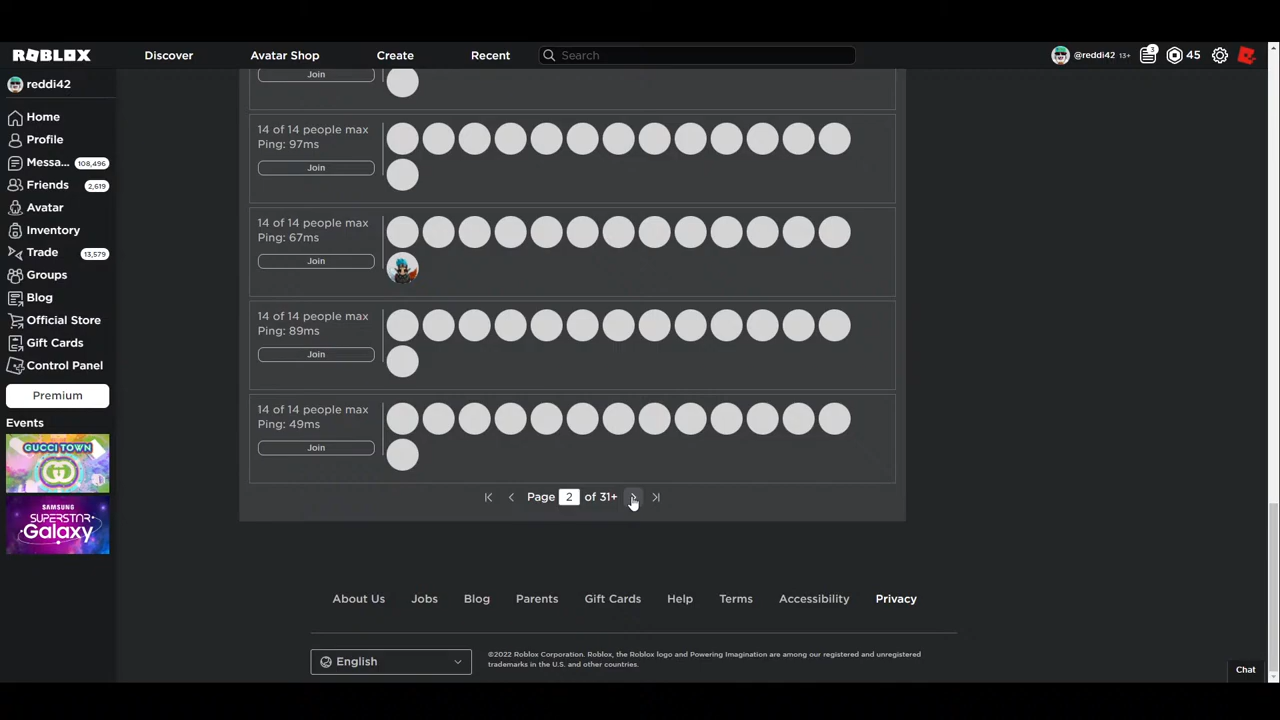 ROBLOX
Discover
Avatar Shop
Create
Recent
Search
@reddi42 13+
3
45
reddi42
Home
Profile
Messa... 108,496
Friends 2,619
Avatar
Inventory
Trade 13,579
Groups
Blog
Official Store
Gift Cards
Control Panel
Premium
Events
GUCCI TOWN
SAMSUNG
SUPERSTAR
Galaxy
Join
14 of 14 people max
Ping: 97ms
Join
14 of 14 people max
Ping: 67ms
Join
14 of 14 people max
Ping: 89ms
Join
14 of 14 people max
Ping: 49ms
Join
Page 2 of 31+
About Us
Jobs
Blog
Parents
Gift Cards
Help
Terms
Accessibility
Privacy
English
©2022 Roblox Corporation. Roblox, the Roblox logo and Powering Imagination are among our registered and unregistered
trademarks in the U.S. and other countries.
Chat